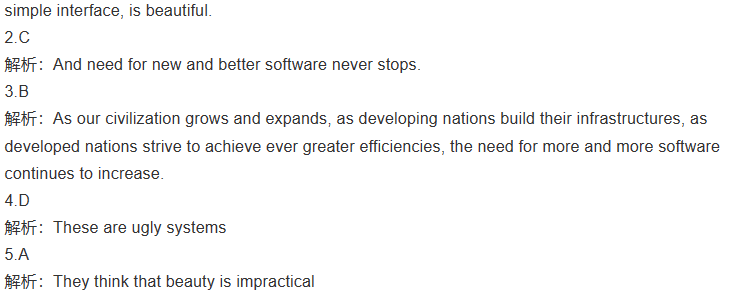 simple interface, is beautiful.
2.C
解析：And need for new and better software never stops.
3.B
解析：As our civilization grows and expands, as developing nations build their infrastructures, as
developed nations strive to achieve ever greater efficiencies, the need for more and more software
continues to increase.
4.D
解析：These are ugly systems
5.A
解析：They think that beauty is impractical